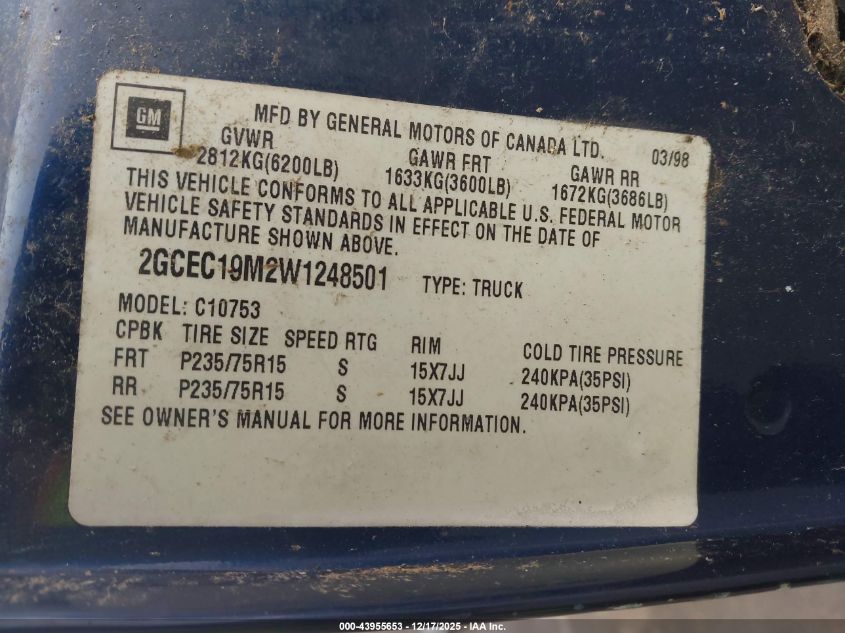 GM
MFD BY GENERAL MOTORS OF CANADA LTD. 03/98
GVWR GAWR FRT GAWR RR
2812KG(6200LB) 1633KG(3600LB) 1672KG(3686LB)
THIS VEHICLE CONFORMS TO ALL APPLICABLE U.S. FEDERAL MOTOR
VEHICLE SAFETY STANDARDS IN EFFECT ON THE DATE OF
MANUFACTURE SHOWN ABOVE.
2GCEC19M2W1248501 TYPE: TRUCK
MODEL: C10753
CPBK TIRE SIZE SPEED RTG RIM COLD TIRE PRESSURE
FRT P235/75R15 S 15X7JJ 240KPA(35PSI)
RR P235/75R15 S 15X7JJ 240KPA(35PSI)
SEE OWNER'S MANUAL FOR MORE INFORMATION.
000-43955653 - 12/17/2025 - IAA Inc.